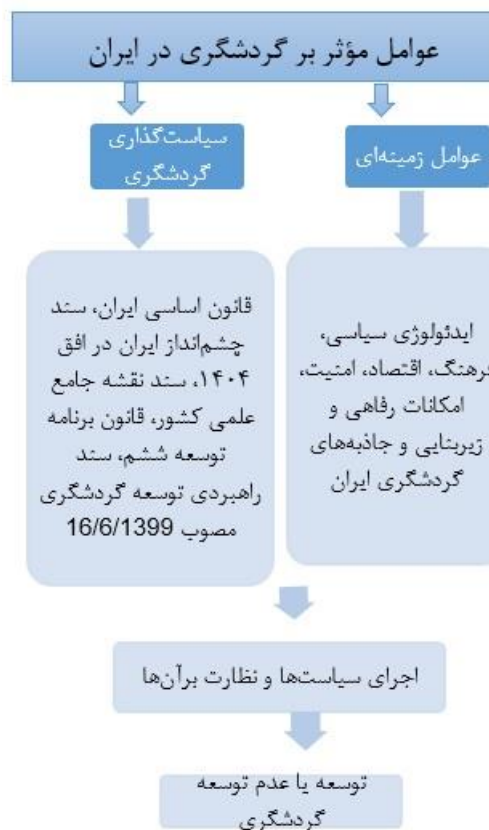 عوامل مؤثر بر گردشگری در ایران
عوامل زمینه‌ای
سیاست‌گذاری
گردشگری
ایدئولوژی سیاسی،
فرهنگ، اقتصاد، امنیت،
امکانات رفاهی و
زیربنایی و جاذبه‌های
گردشگری ایران
قانون اساسی ایران، سند
چشم‌انداز ایران در افق
۱۴۰۴، سند نقشه جامع
علمی کشور، قانون برنامه
توسعه ششم، سند
راهبردی توسعه گردشگری
مصوب 16/6/1399
اجرای سیاست‌ها و نظارت برآن‌ها
توسعه یا عدم توسعه
گردشگری